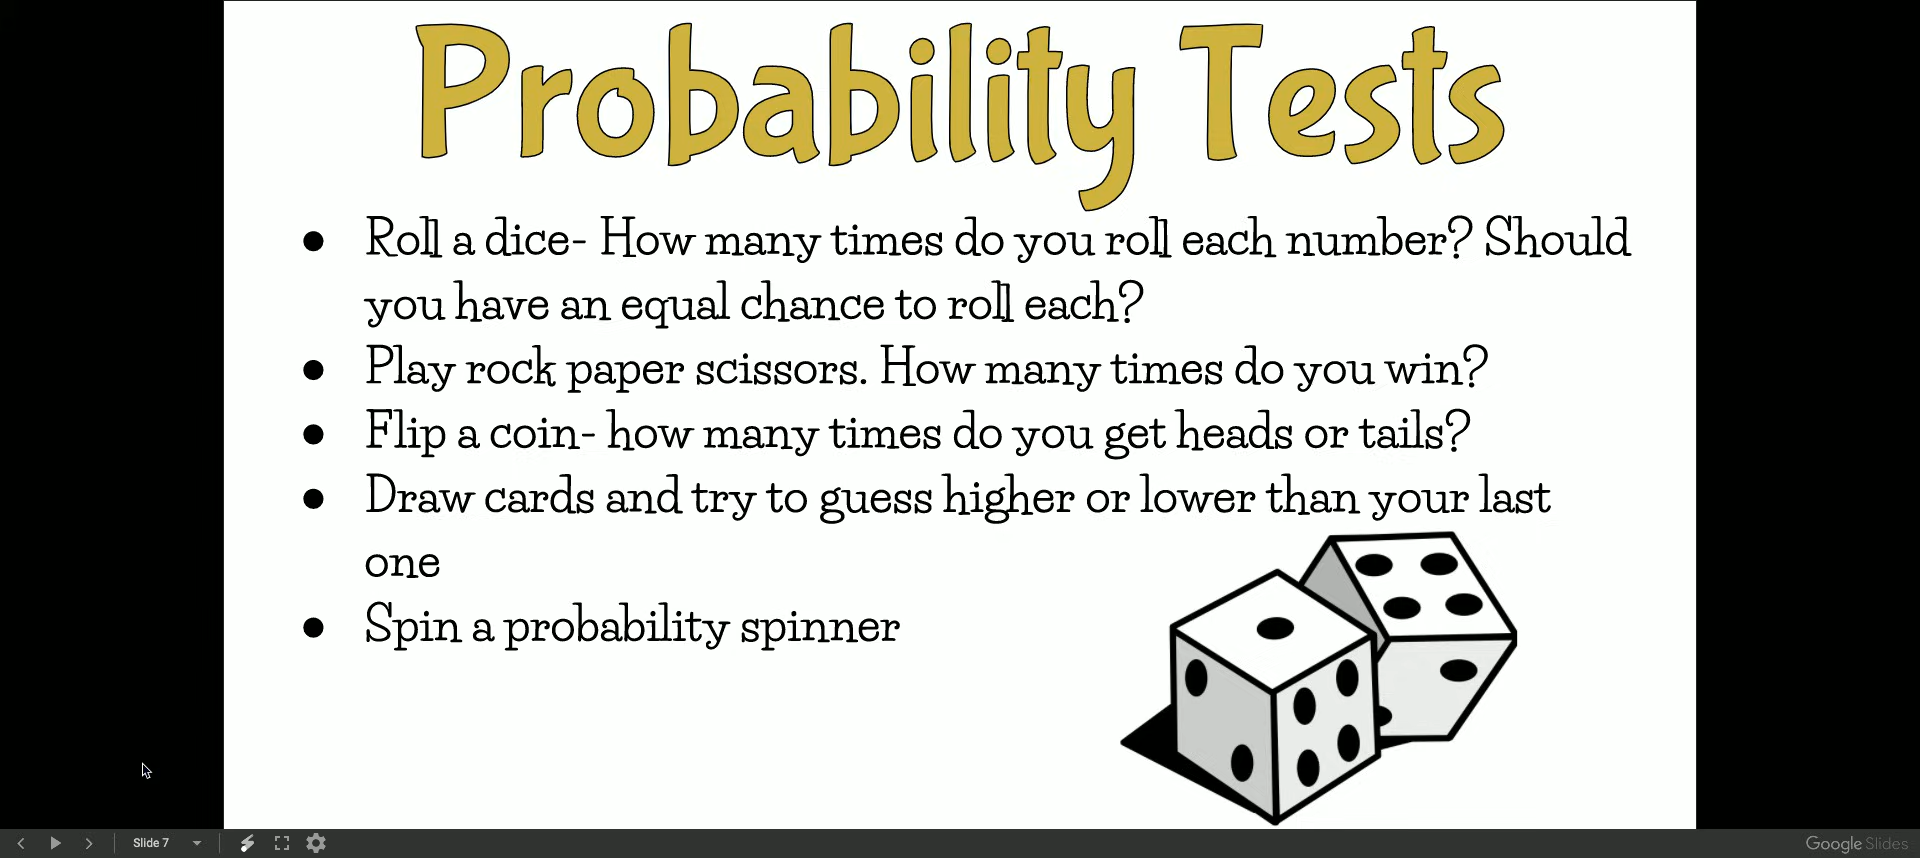 Probability Tests
● Roll a dice- How many times do you roll each number? Should
you have an equal chance to roll each?
● Play rock paper scissors. How many times do you win?
● Flip a coin- how many times do you get heads or tails?
● Draw cards and try to guess higher or lower than your last
one
● Spin a probability spinner
Slide 7
Google Slides